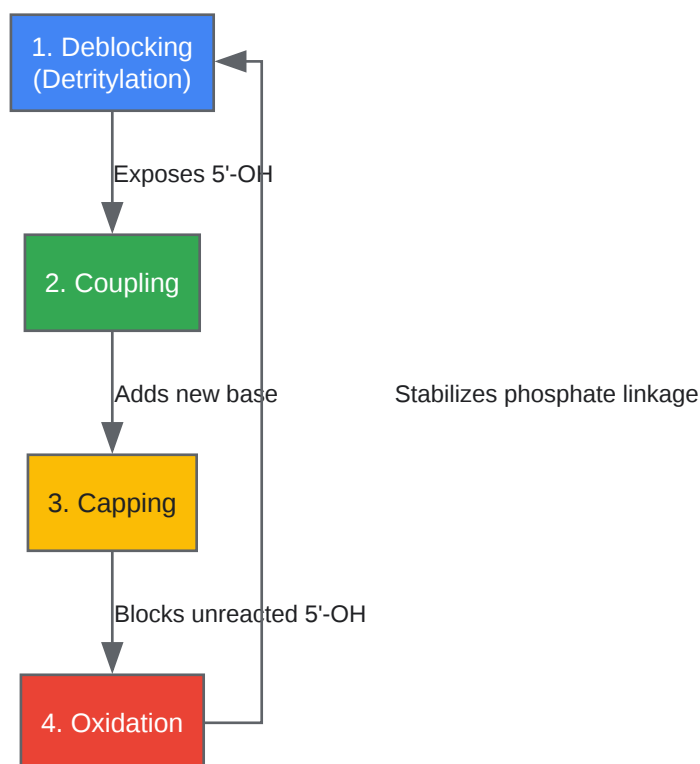 1. Deblocking
(Detritylation)
Exposes 5'-OH
2. Coupling
Adds new base
Stabilizes phosphate linkage
3. Capping
Blocks unreacted 5'-OH
4. Oxidation